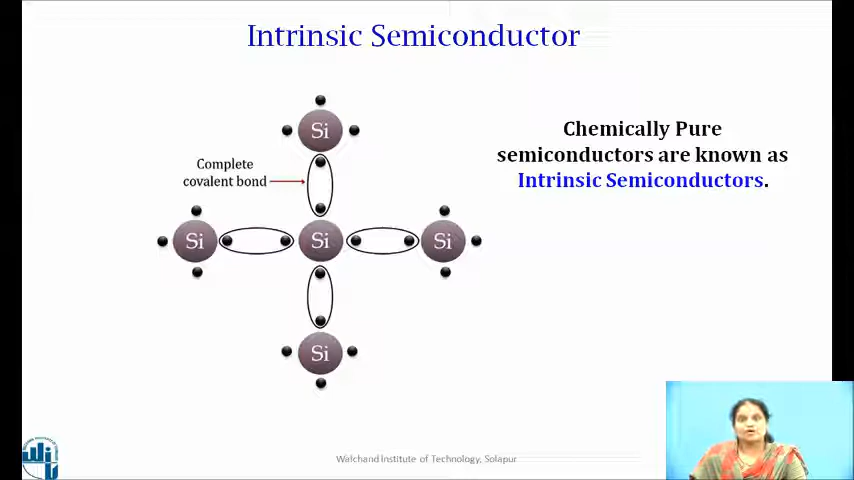 Intrinsic Semiconductor
Chemically Pure
semiconductors are known as
Intrinsic Semiconductors.
Complete
covalent bond
Si
Si
Si
Si
Si
Walchand Institute of Technology, Solapur